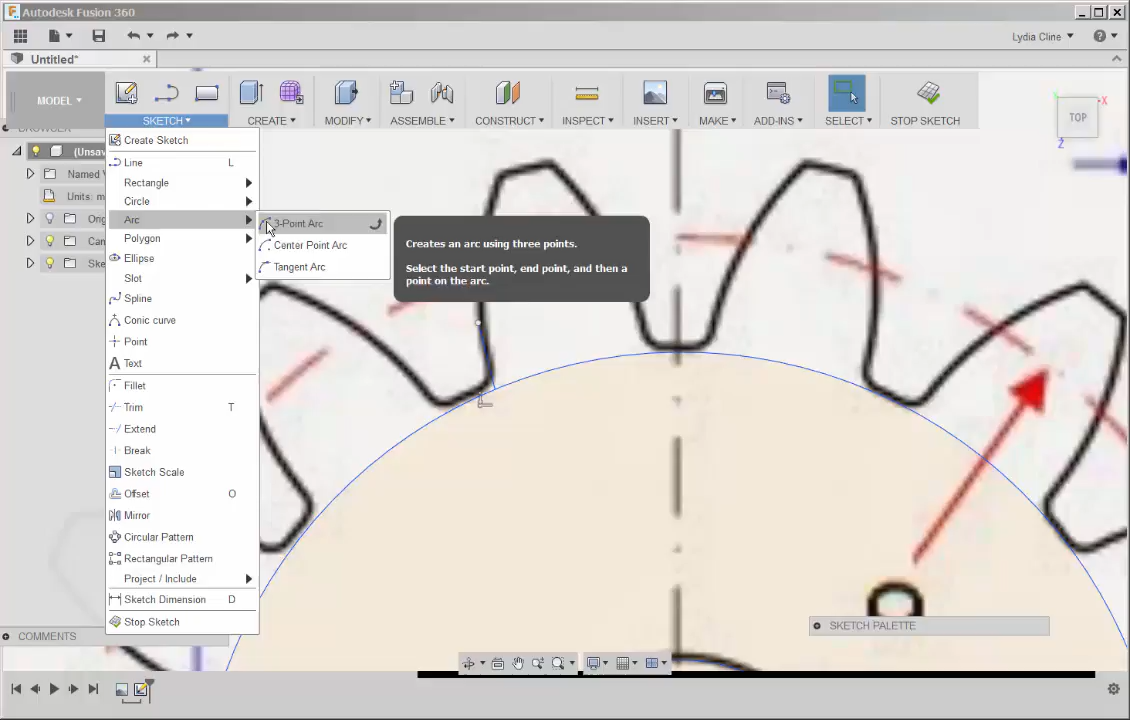 Autodesk Fusion 360
Lydia Cline
Untitled*
MODEL
SKETCH
CREATE
MODIFY
ASSEMBLE
CONSTRUCT
INSPECT
INSERT
MAKE
ADD-INS
SELECT
STOP SKETCH
BROWSER
(Unsav
Named V
Units: m
Orig
Can
Ske
Create Sketch
Line L
Rectangle
Circle
Arc
Polygon
Ellipse
Slot
Spline
Conic curve
Point
Text
Fillet
Trim T
Extend
Break
Sketch Scale
Offset O
Mirror
Circular Pattern
Rectangular Pattern
Project / Include
Sketch Dimension D
Stop Sketch
3-Point Arc
Center Point Arc
Tangent Arc
Creates an arc using three points.
Select the start point, end point, and then a
point on the arc.
TOP
X
Z
SKETCH PALETTE
COMMENTS